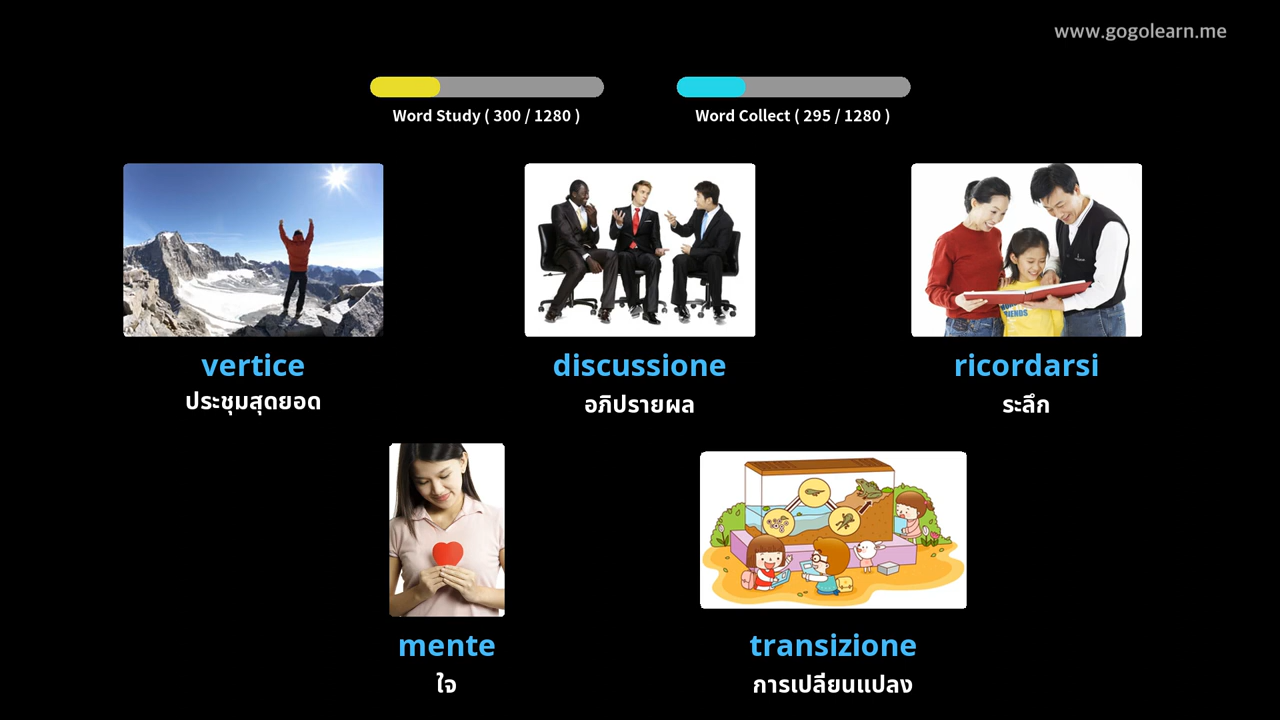 www.gogolearn.me
Word Study ( 300 / 1280 )
Word Collect ( 295 / 1280 )
vertice
ประชุมสุดยอด
discussione
อภิปรายผล
ricordarsi
ระลึก
mente
ใจ
transizione
การเปลี่ยนแปลง